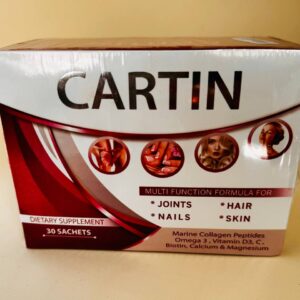 CARTIN
MULTI FUNCTION FORMULA FOR
• JOINTS • HAIR
• NAILS • SKIN
DIETARY SUPPLEMENT
30 SACHETS
Marine Collagen Peptides
Omega 3 , Vitamin D3, C ,
Biotin, Calcium & Magnesium